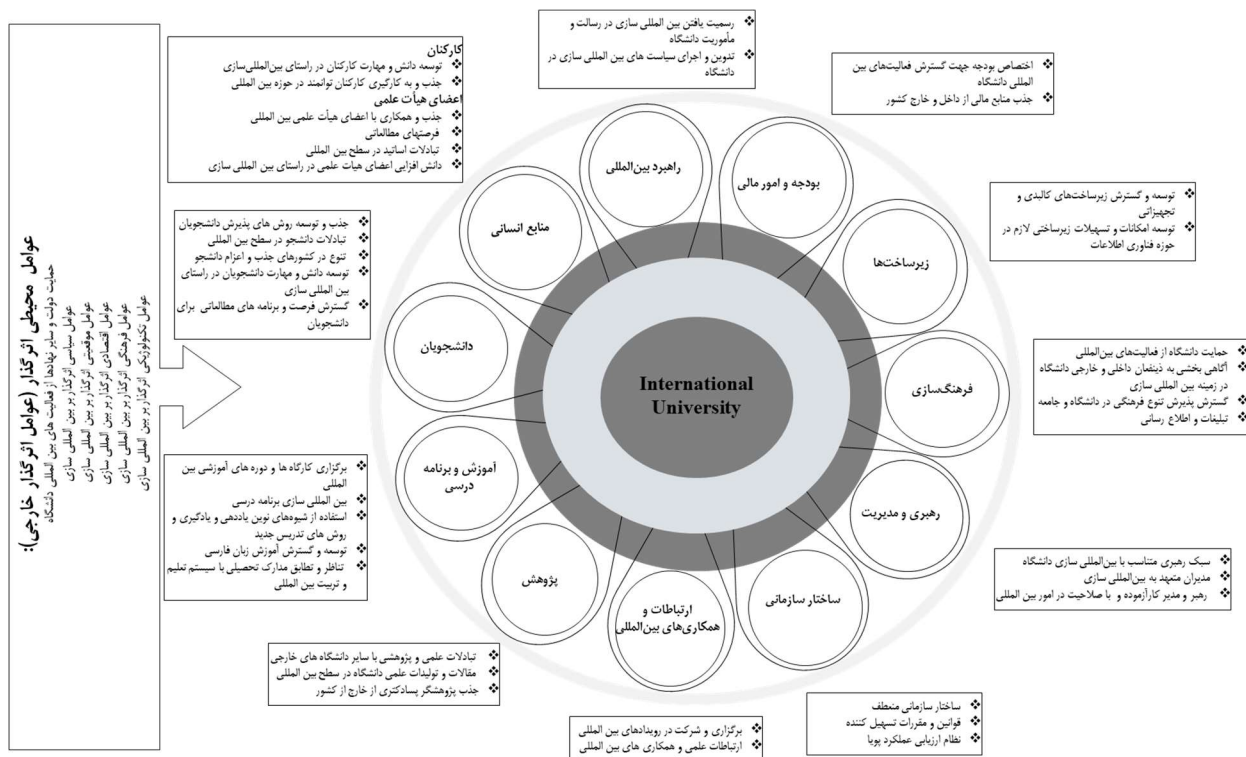 رسمیت یافتن بین المللی سازی در رسالت و
مأموریت دانشگاه
تدوین و اجرای سیاست های بین المللی سازی در
دانشگاه
اختصاص بودجه جهت گسترش فعالیت‌های بین
المللی دانشگاه
جذب منابع مالی از داخل و خارج کشور
توسعه و گسترش زیرساخت‌های کالبدی و
تجهیزاتی
توسعه امکانات و تسهیلات زیرساختی لازم در
حوزه فناوری اطلاعات
حمایت دانشگاه از فعالیت‌های بین‌المللی
آگاهی بخشی به ذینفعان داخلی و خارجی دانشگاه
در زمینه بین المللی سازی
گسترش پذیرش تنوع فرهنگی در دانشگاه و جامعه
تبلیغات و اطلاع رسانی
سبک رهبری متناسب با بین‌المللی سازی دانشگاه
مدیران متعهد به بین‌المللی سازی
رهبر و مدیر کارآزموده و با صلاحیت در امور بین المللی
ساختار سازمانی منعطف
قوانین و مقررات تسهیل کننده
نظام ارزیابی عملکرد پویا
برگزاری و شرکت در رویدادهای بین المللی
ارتباطات علمی و همکاری های بین المللی
تبادلات علمی و پژوهشی با سایر دانشگاه های خارجی
مقالات و تولیدات علمی دانشگاه در سطح بین المللی
جذب پژوهشگر پسادکتری از خارج از کشور
برگزاری کارگاه ها و دوره های آموزشی بین
المللی
بین المللی سازی برنامه درسی
استفاده از شیوه‌های نوین یاددهی و یادگیری و
روش های تدریس جدید
توسعه و گسترش آموزش زبان فارسی
تناظر و تطابق مدارک تحصیلی با سیستم تعلیم
و تربیت بین المللی
جذب و توسعه روش های پذیرش دانشجویان
تبادلات دانشجو در سطح بین المللی
تنوع در کشورهای جذب و اعزام دانشجو
توسعه دانش و مهارت دانشجویان در راستای
بین المللی سازی
گسترش فرصت و برنامه های مطالعاتی برای
دانشجویان
کارکنان
توسعه دانش و مهارت کارکنان در راستای بین‌المللی‌سازی
جذب و به کارگیری کارکنان توانمند در حوزه بین المللی
اعضای هیأت علمی
جذب و همکاری با اعضای هیأت علمی بین المللی
فرصتهای مطالعاتی
تبادلات اساتید در سطح بین المللی
دانش افزایی اعضای هیات علمی در راستای بین المللی سازی
راهبرد بین‌المللی
بودجه و امور مالی
زیرساخت‌ها
فرهنگ‌سازی
رهبری و مدیریت
ساختار سازمانی
ارتباطات و
همکاری‌های بین‌المللی
پژوهش
آموزش و برنامه
درسی
دانشجویان
منابع انسانی
International
University
عوامل محیطی اثرگذار (عوامل اثرگذار خارجی):
حمایت دولت و سایر نهادها از فعالیت های بین المللی دانشگاه
عوامل سیاسی اثرگذار بر بین المللی سازی
عوامل موقعیتی اثرگذار بر بین المللی سازی
عوامل اقتصادی اثرگذار بر بین المللی سازی
عوامل فرهنگی اثرگذار بر بین المللی سازی
عوامل تکنولوژیکی اثرگذار بر بین المللی سازی